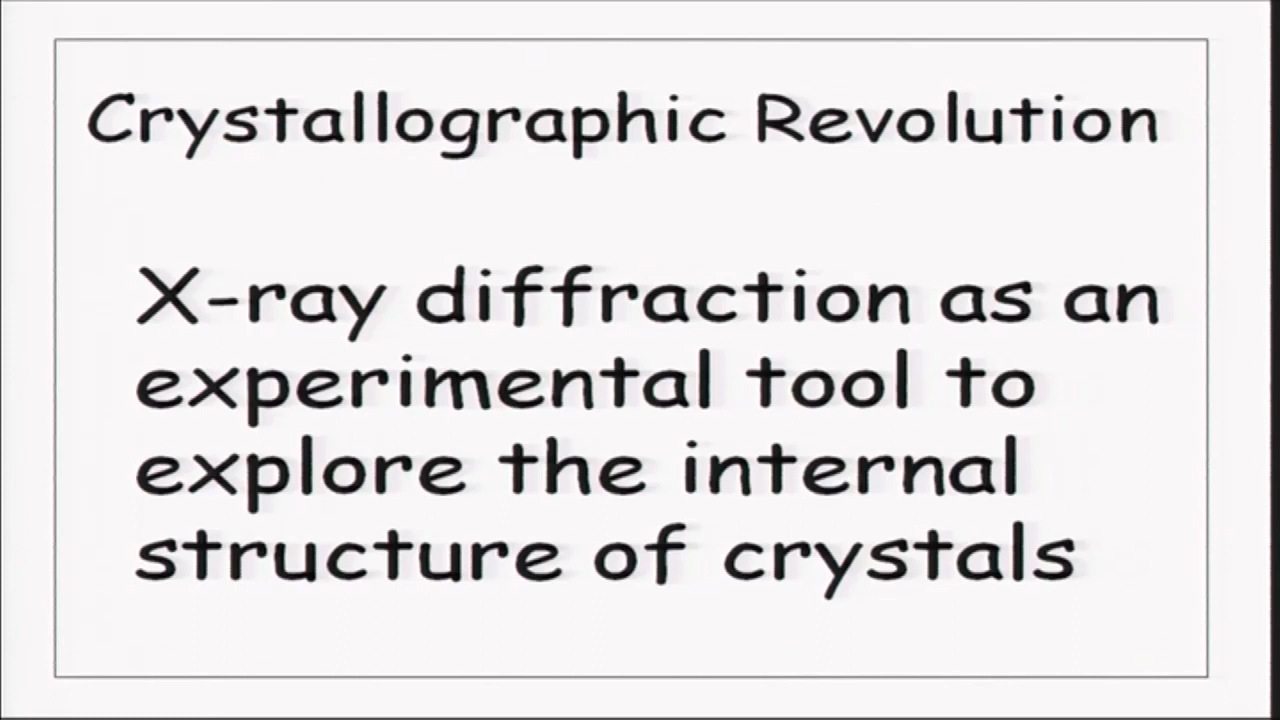 Crystallographic Revolution
X-ray diffraction as an
experimental tool to
explore the internal
structure of crystals